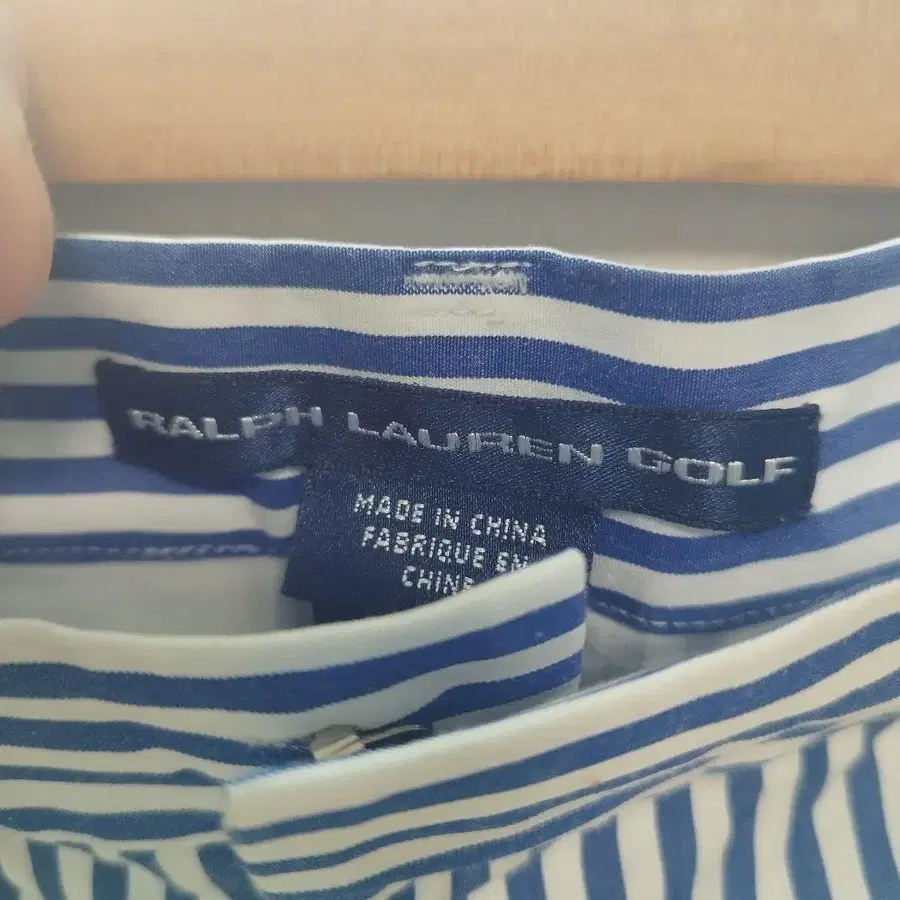 RALPH LAUREN GOLF
MADE IN CHINA
FABRIQUE EN
CHINE